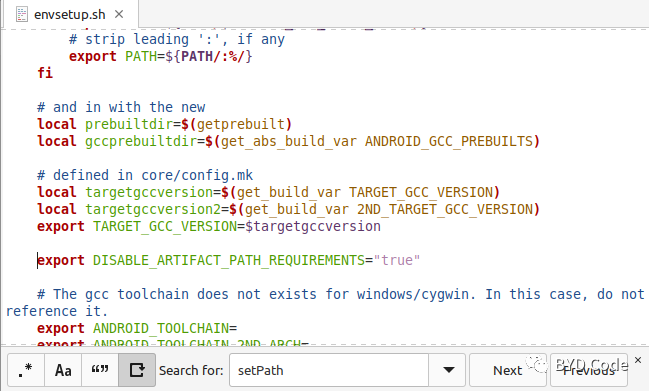 envsetup.sh ×
# strip leading ':', if any
export PATH=${PATH/:%/}
fi
# and in with the new
local prebuiltdir=$(getprebuilt)
local gccprebuiltdir=$(get_abs_build_var ANDROID_GCC_PREBUILTS)
# defined in core/config.mk
local targetgccversion=$(get_build_var TARGET_GCC_VERSION)
local targetgccversion2=$(get_build_var 2ND_TARGET_GCC_VERSION)
export TARGET_GCC_VERSION=$targetgccversion
export DISABLE_ARTIFACT_PATH_REQUIREMENTS="true"
# The gcc toolchain does not exists for windows/cygwin. In this case, do not
reference it.
export ANDROID_TOOLCHAIN=
export ANDROID_TOOLCHAIN_2ND_ARCH=
.* Aa “” Search for: setPath Next Previous ×
BYD Code